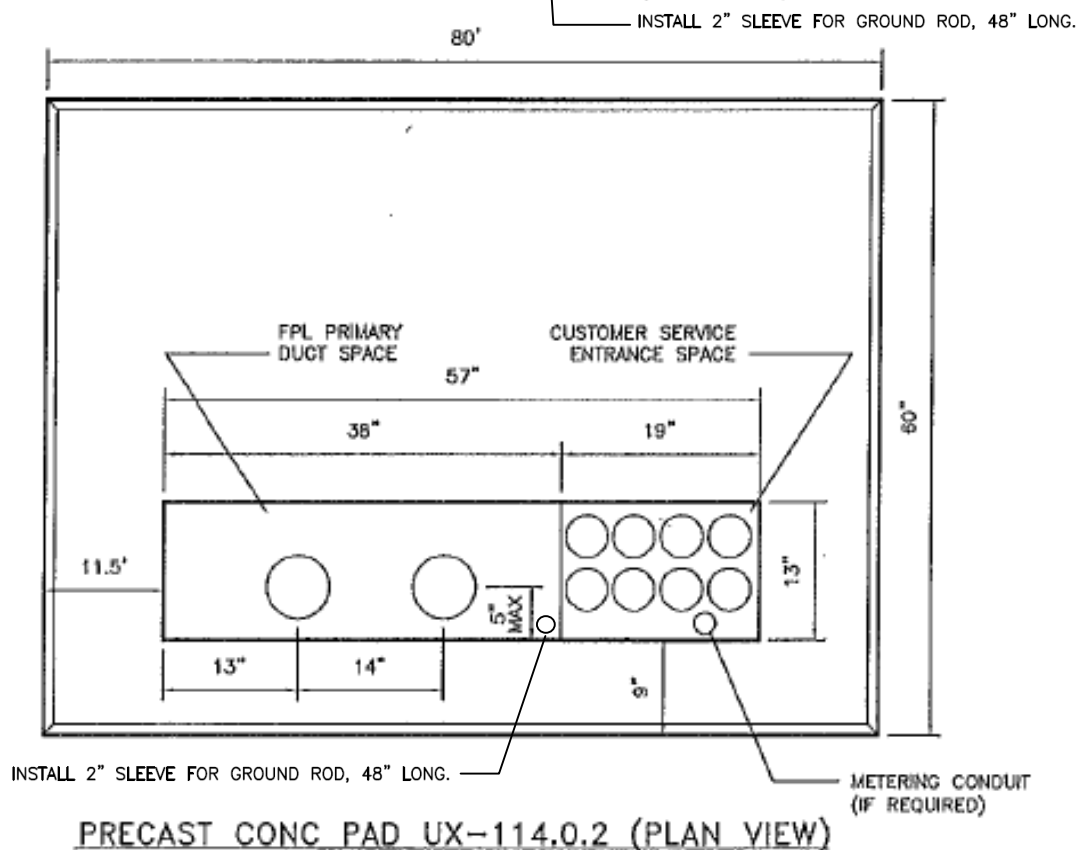 INSTALL 2" SLEEVE FOR GROUND ROD, 48" LONG.
80'
FPL PRIMARY
DUCT SPACE
CUSTOMER SERVICE
ENTRANCE SPACE
57"
38"
19"
60"
11.5'
5"
MAX
13"
13"
14"
9"
INSTALL 2" SLEEVE FOR GROUND ROD, 48" LONG.
METERING CONDUIT
(IF REQUIRED)
PRECAST CONC PAD UX-114.0.2 (PLAN VIEW)